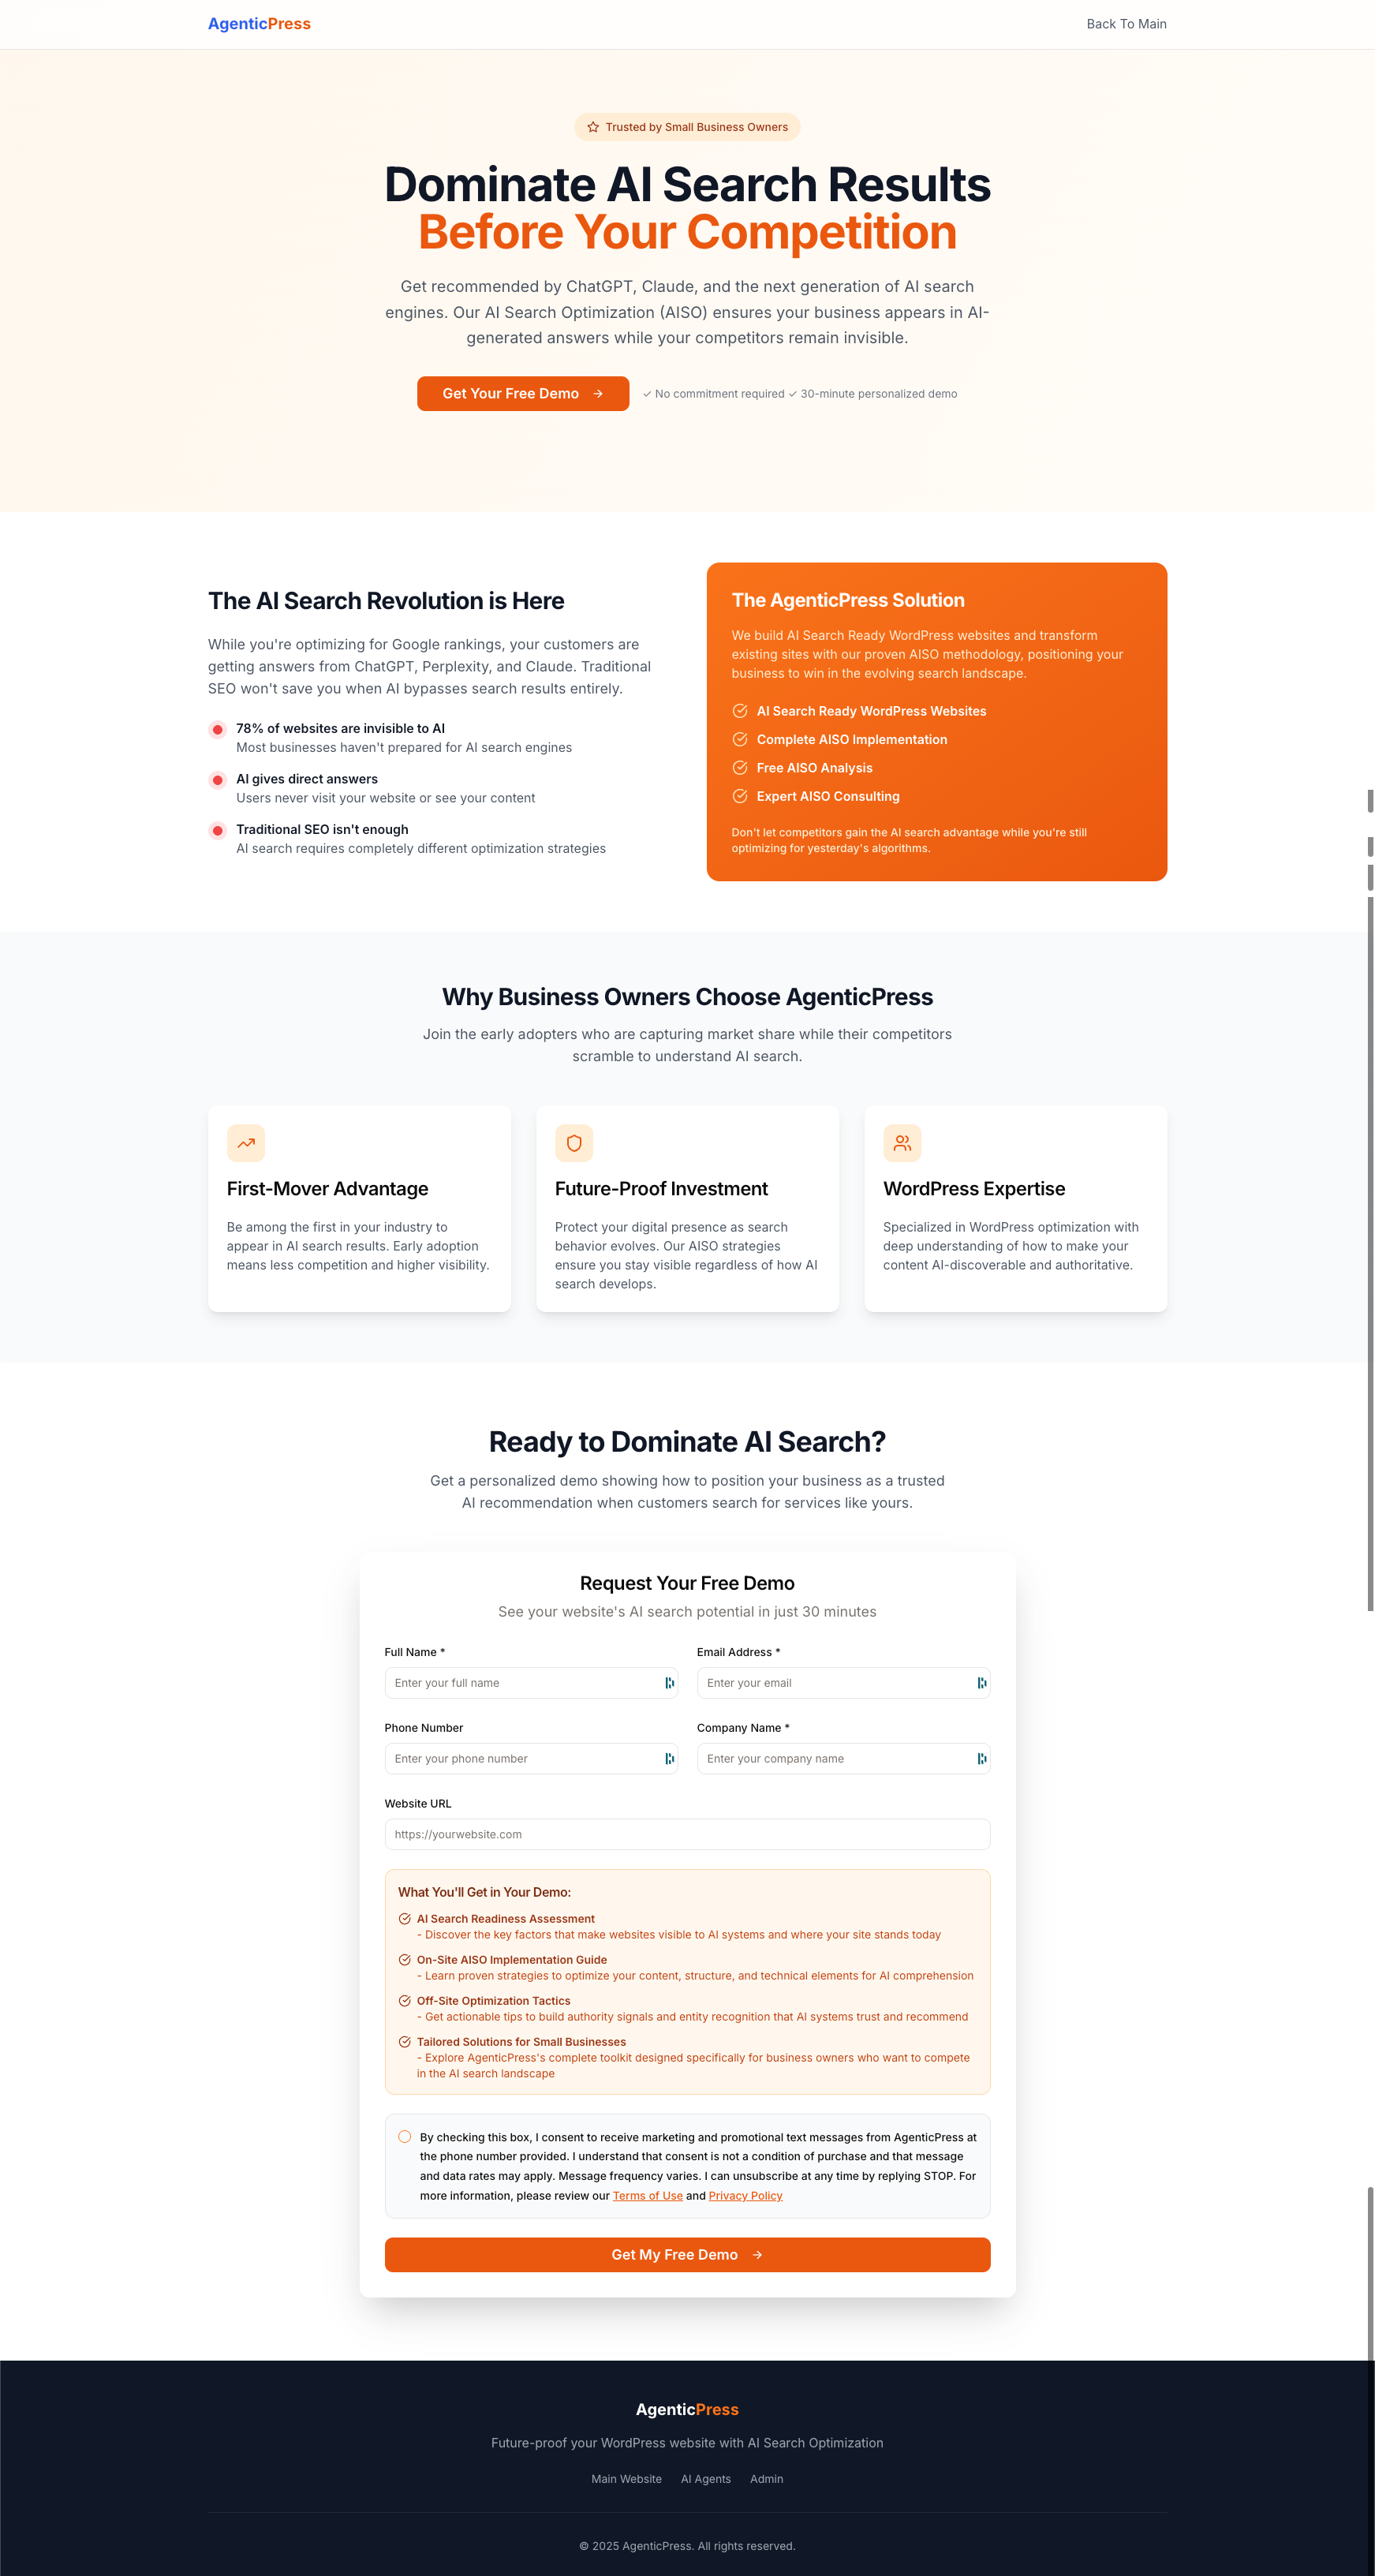 AgenticPress
Back To Main
Trusted by Small Business Owners
Dominate AI Search Results
Before Your Competition
Get recommended by ChatGPT, Claude, and the next generation of AI search
engines. Our AI Search Optimization (AISO) ensures your business appears in AI-
generated answers while your competitors remain invisible.
Get Your Free Demo →
✓ No commitment required ✓ 30-minute personalized demo
The AI Search Revolution is Here
While you're optimizing for Google rankings, your customers are
getting answers from ChatGPT, Perplexity, and Claude. Traditional
SEO won't save you when AI bypasses search results entirely.
78% of websites are invisible to AI
Most businesses haven't prepared for AI search engines
AI gives direct answers
Users never visit your website or see your content
Traditional SEO isn't enough
AI search requires completely different optimization strategies
The AgenticPress Solution
We build AI Search Ready WordPress websites and transform
existing sites with our proven AISO methodology, positioning your
business to win in the evolving search landscape.
AI Search Ready WordPress Websites
Complete AISO Implementation
Free AISO Analysis
Expert AISO Consulting
Don't let competitors gain the AI search advantage while you're still
optimizing for yesterday's algorithms.
Why Business Owners Choose AgenticPress
Join the early adopters who are capturing market share while their competitors
scramble to understand AI search.
First-Mover Advantage
Be among the first in your industry to
appear in AI search results. Early adoption
means less competition and higher visibility.
Future-Proof Investment
Protect your digital presence as search
behavior evolves. Our AISO strategies
ensure you stay visible regardless of how AI
search develops.
WordPress Expertise
Specialized in WordPress optimization with
deep understanding of how to make your
content AI-discoverable and authoritative.
Ready to Dominate AI Search?
Get a personalized demo showing how to position your business as a trusted
AI recommendation when customers search for services like yours.
Request Your Free Demo
See your website's AI search potential in just 30 minutes
Full Name *
Email Address *
Enter your full name
Enter your email
Phone Number
Company Name *
Enter your phone number
Enter your company name
Website URL
https://yourwebsite.com
What You'll Get in Your Demo:
AI Search Readiness Assessment
- Discover the key factors that make websites visible to AI systems and where your site stands today
On-Site AISO Implementation Guide
- Learn proven strategies to optimize your content, structure, and technical elements for AI comprehension
Off-Site Optimization Tactics
- Get actionable tips to build authority signals and entity recognition that AI systems trust and recommend
Tailored Solutions for Small Businesses
- Explore AgenticPress's complete toolkit designed specifically for business owners who want to compete
in the AI search landscape
By checking this box, I consent to receive marketing and promotional text messages from AgenticPress at
the phone number provided. I understand that consent is not a condition of purchase and that message
and data rates may apply. Message frequency varies. I can unsubscribe at any time by replying STOP. For
more information, please review our Terms of Use and Privacy Policy
Get My Free Demo →
AgenticPress
Future-proof your WordPress website with AI Search Optimization
Main Website
AI Agents
Admin
© 2025 AgenticPress. All rights reserved.